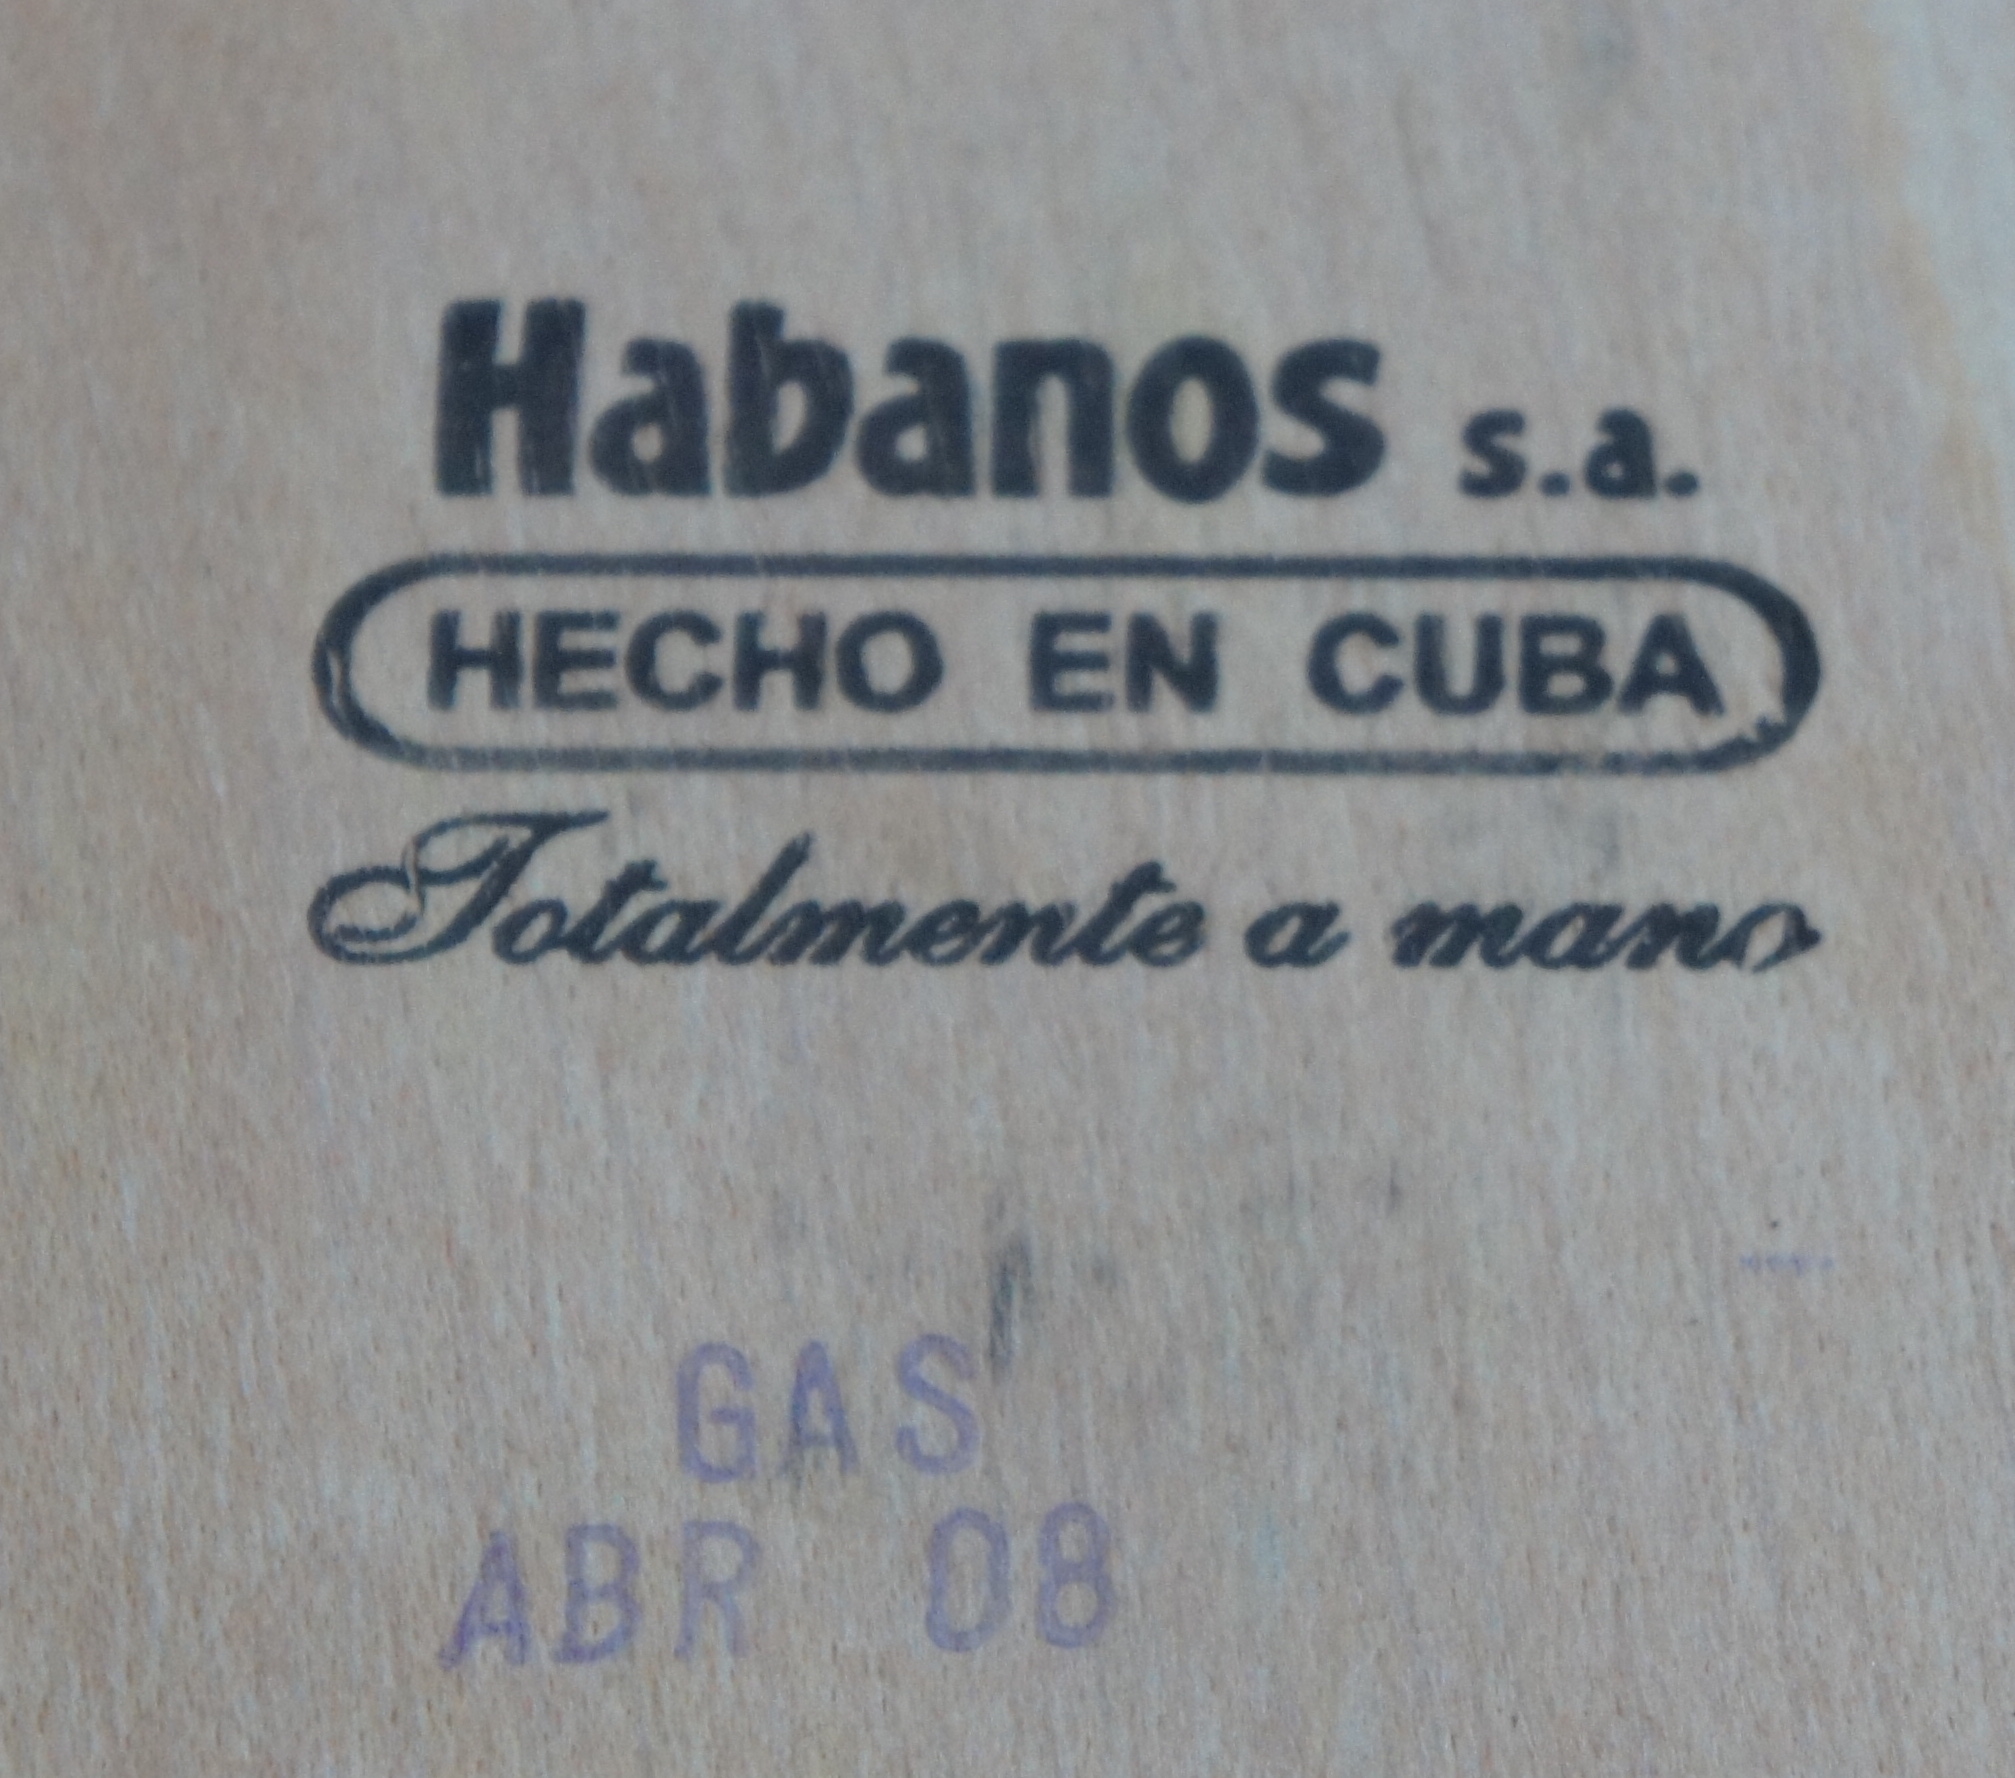 Habanos s.a.
HECHO EN CUBA
Totalmente a mano
GAS
ABR 08